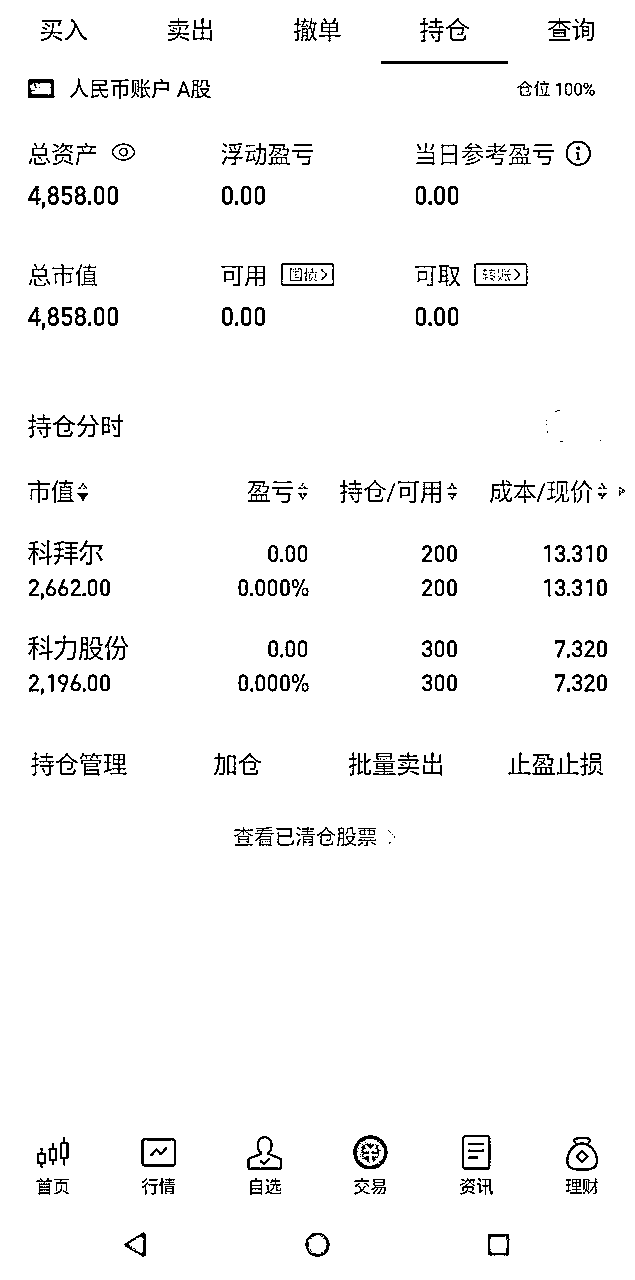 买入 卖出 撤单 持仓 查询
人民币账户 A股 仓位 100%
总资产 浮动盈亏 当日参考盈亏
4,858.00 0.00 0.00
总市值 可用 国债> 可取 转账>
4,858.00 0.00 0.00
持仓分时
市值 盈亏 持仓/可用 成本/现价
科拜尔 0.00 200 13.310
2,662.00 0.000% 200 13.310
科力股份 0.00 300 7.320
2,196.00 0.000% 300 7.320
持仓管理 加仓 批量卖出 止盈止损
查看已清仓股票 >
首页 行情 自选 交易 资讯 理财